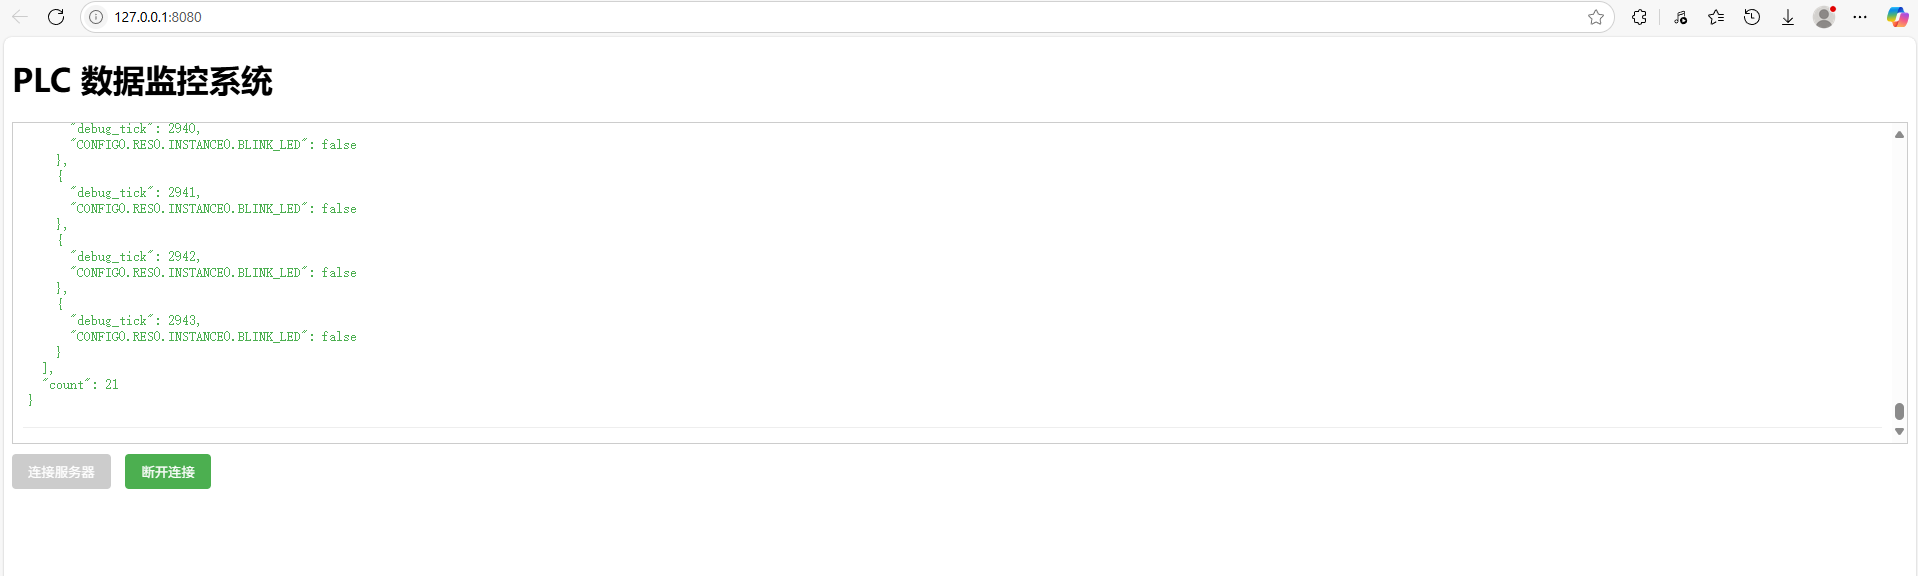 127.0.0.1:8080
PLC 数据监控系统
"debug_tick": 2940,
"CONFIG0.RES0.INSTANCE0.BLINK_LED": false
},
{
"debug_tick": 2941,
"CONFIG0.RES0.INSTANCE0.BLINK_LED": false
},
{
"debug_tick": 2942,
"CONFIG0.RES0.INSTANCE0.BLINK_LED": false
},
{
"debug_tick": 2943,
"CONFIG0.RES0.INSTANCE0.BLINK_LED": false
}
],
"count": 21
}
连接服务器 断开连接